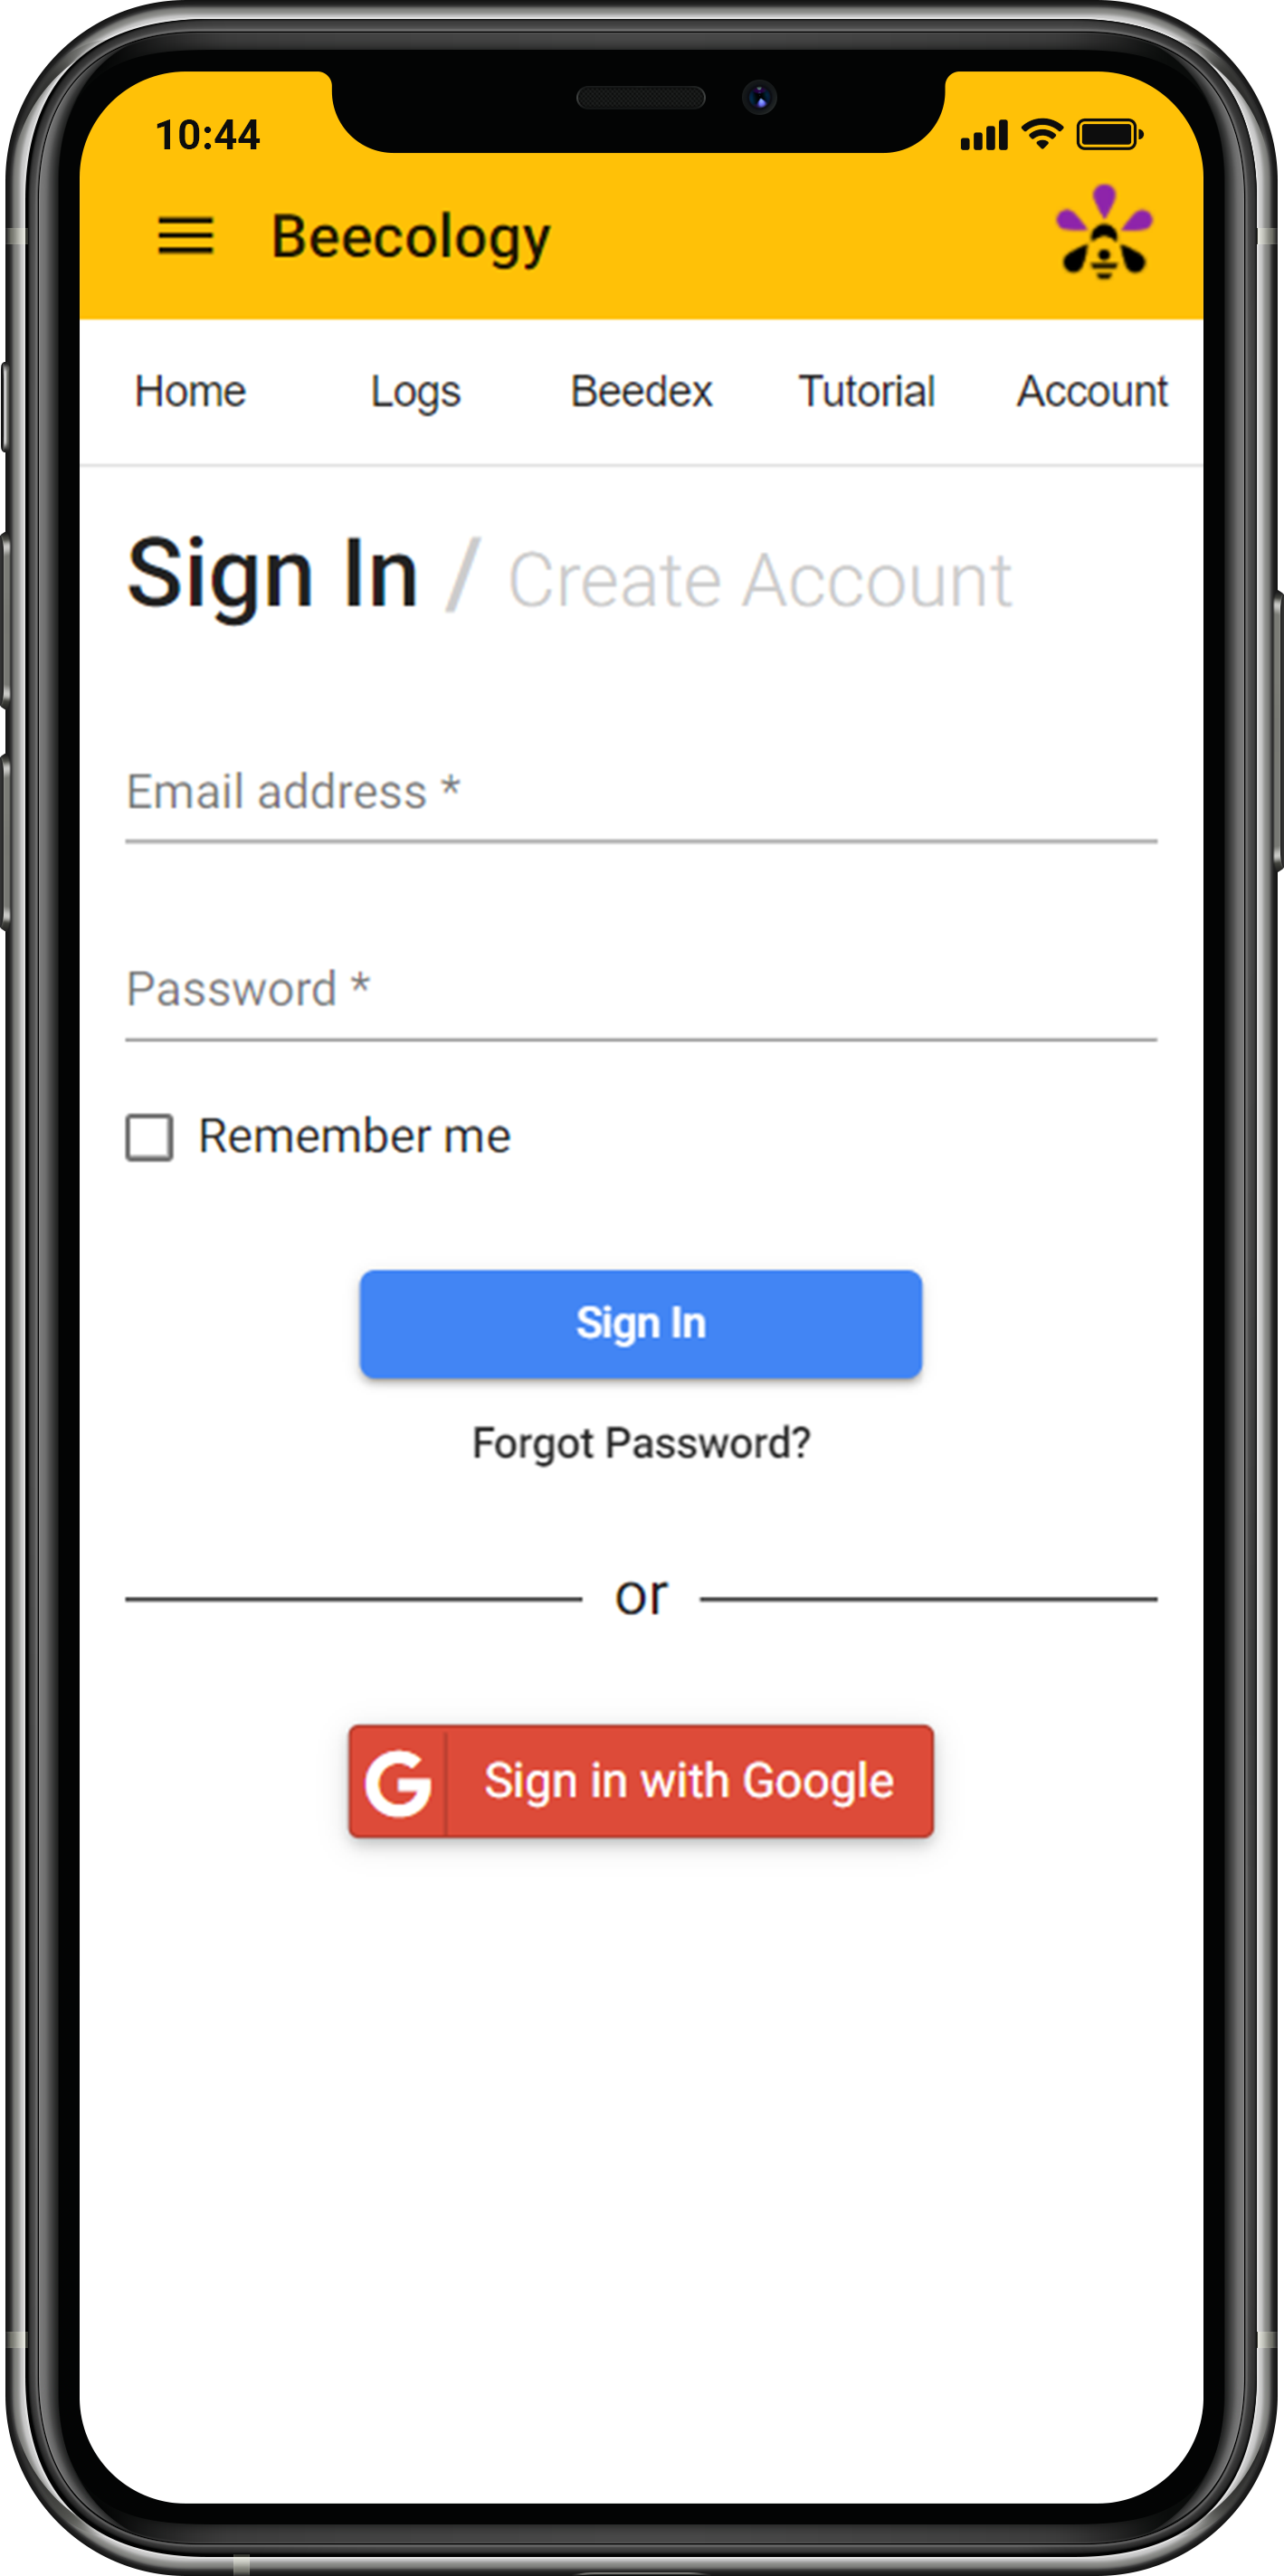 10:44
Beecology
Home Logs Beedex Tutorial Account
Sign In / Create Account
Email address *
Password *
Remember me
Sign In
Forgot Password?
or
G Sign in with Google